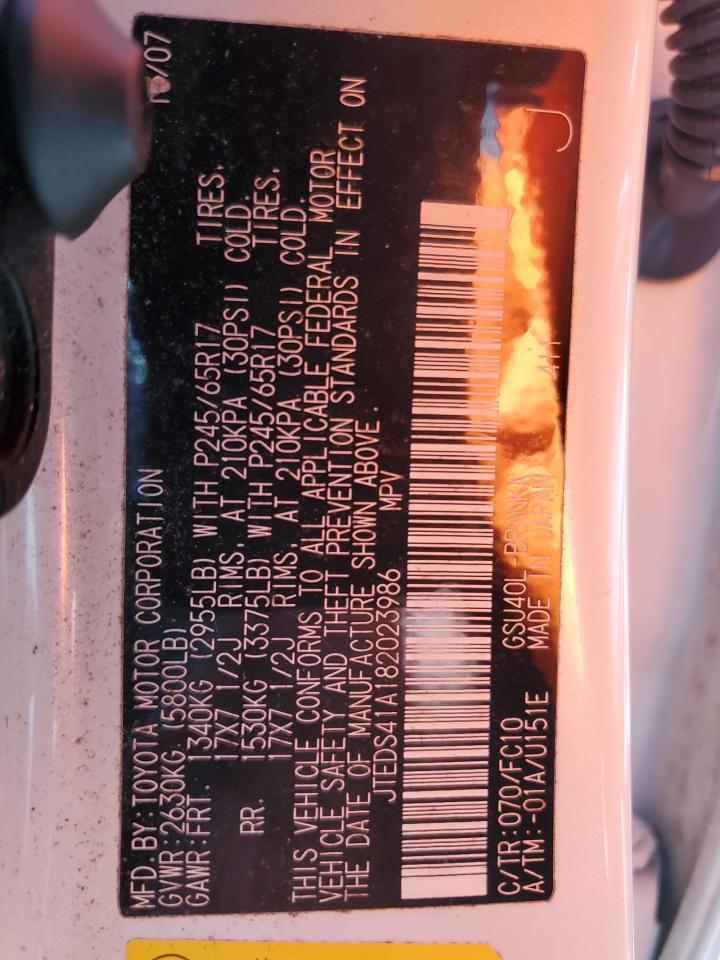 MFD.BY:TOYOTA MOTOR CORPORATION /07
GVWR:2630KG (5800LB)
GAWR:FRT. 1340KG (2955LB) WITH P245/65R17 TIRES,
17X7 1/2J RIMS, AT 210KPA (30PSI) COLD.
RR. 1530KG (3375LB) WITH P245/65R17 TIRES,
17X7 1/2J RIMS, AT 210KPA (30PSI) COLD.
THIS VEHICLE CONFORMS TO ALL APPLICABLE FEDERAL MOTOR
VEHICLE SAFETY AND THEFT PREVENTION STANDARDS IN EFFECT ON
THE DATE OF MANUFACTURE SHOWN ABOVE.
JTEDS41A182023986 MPV
C/TR:070/FC10 GSU40L-BRANKA 411
A/TM:-01A/U151E MADE IN JAPAN